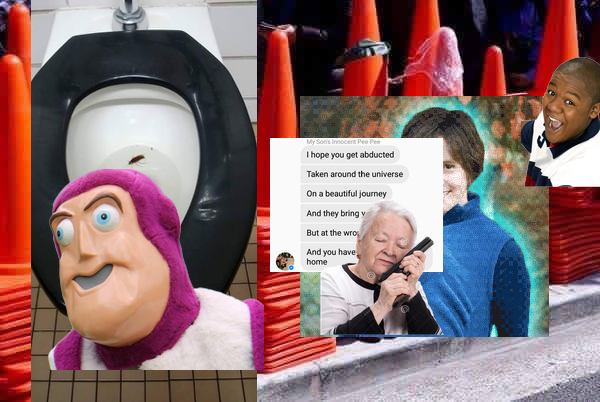 My Son's Innocent Pee Pee
I hope you get abducted
Taken around the universe
On a beautiful journey
And they bring
But at the
And you have
home